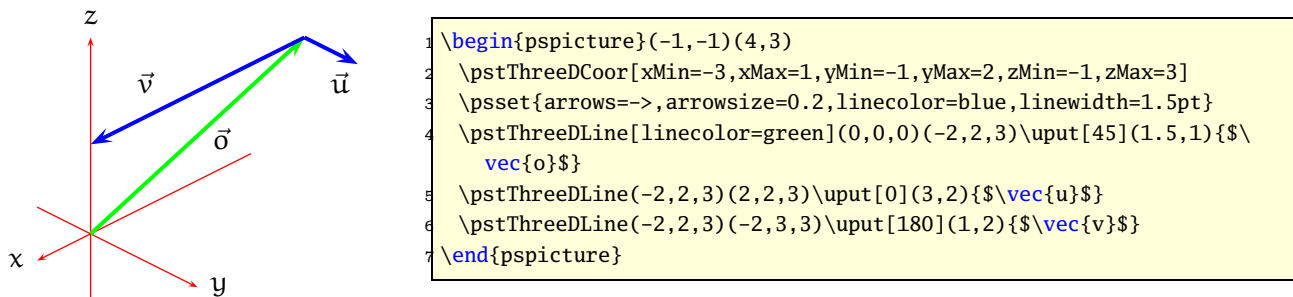 z
v⃗
u⃗
o⃗
x
y
1 \begin{pspicture}(-1,-1)(4,3)
2 \pstThreeDCoor[xMin=-3,xMax=1,yMin=-1,yMax=2,zMin=-1,zMax=3]
3 \psset{arrows=->,arrowsize=0.2,linecolor=blue,linewidth=1.5pt}
4 \pstThreeDLine[linecolor=green](0,0,0)(-2,2,3)\uput[45](1.5,1){$\
vec{o}$}
5 \pstThreeDLine(-2,2,3)(2,2,3)\uput[0](3,2){$\vec{u}$}
6 \pstThreeDLine(-2,2,3)(-2,3,3)\uput[180](1,2){$\vec{v}$}
7 \end{pspicture}